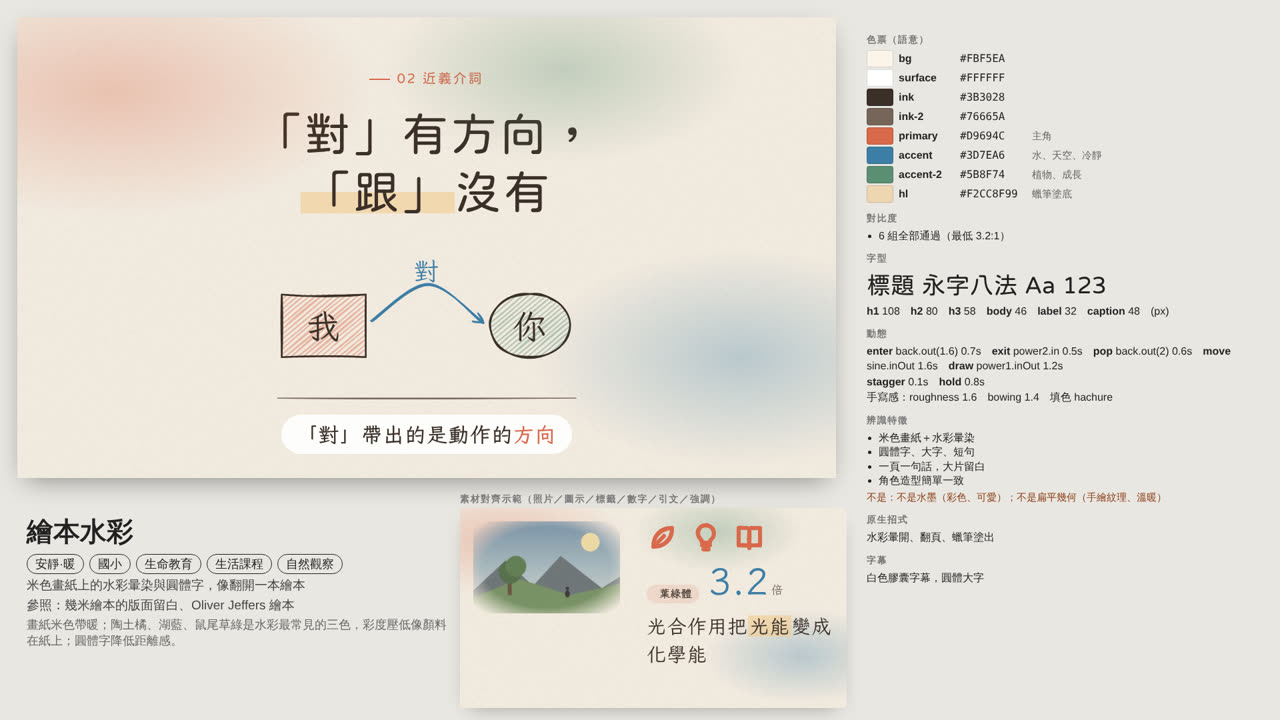 02 近義介詞
「對」有方向，
「跟」沒有
對
我
你
「對」帶出的是動作的方向
繪本水彩
安靜·暖 國小 生命教育 生活課程 自然觀察
米色畫紙上的水彩暈染與圓體字，像翻開一本繪本
參照：幾米繪本的版面留白、Oliver Jeffers 繪本
畫紙米色帶暖；陶土橘、湖藍、鼠尾草綠是水彩最常見的三色，彩度壓低像顏料
在紙上；圓體字降低距離感。
素材對齊示範（照片／圖示／標籤／數字／引文／強調）
葉綠體
3.2倍
光合作用把光能變成
化學能
色票（語意）
bg #FBF5EA
surface #FFFFFF
ink #3B3028
ink-2 #76665A
primary #D9694C 主角
accent #3D7EA6 水、天空、冷靜
accent-2 #5B8F74 植物、成長
hl #F2CC8F99 蠟筆塗底
對比度
• 6 組全部通過（最低 3.2:1）
字型
標題 永字八法 Aa 123
h1 108 h2 80 h3 58 body 46 label 32 caption 48 (px)
動態
enter back.out(1.6) 0.7s exit power2.in 0.5s pop back.out(2) 0.6s move
sine.inOut 1.6s draw power1.inOut 1.2s
stagger 0.1s hold 0.8s
手寫感：roughness 1.6 bowing 1.4 填色 hachure
辨識特徵
• 米色畫紙＋水彩暈染
• 圓體字、大字、短句
• 一頁一句話，大片留白
• 角色造型簡單一致
不是：不是水墨（彩色、可愛）；不是扁平幾何（手繪紋理、溫暖）
原生招式
水彩暈開、翻頁、蠟筆塗出
字幕
白色膠囊字幕，圓體大字